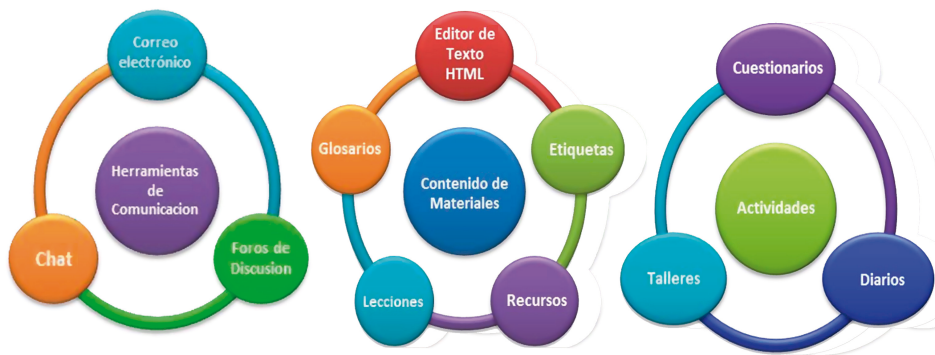 Correo
electrónico
Herramientas
de
Comunicacion
Chat
Foros de
Discusion
Editor de
Texto
HTML
Glosarios
Etiquetas
Contenido de
Materiales
Lecciones
Recursos
Cuestionarios
Actividades
Talleres
Diarios